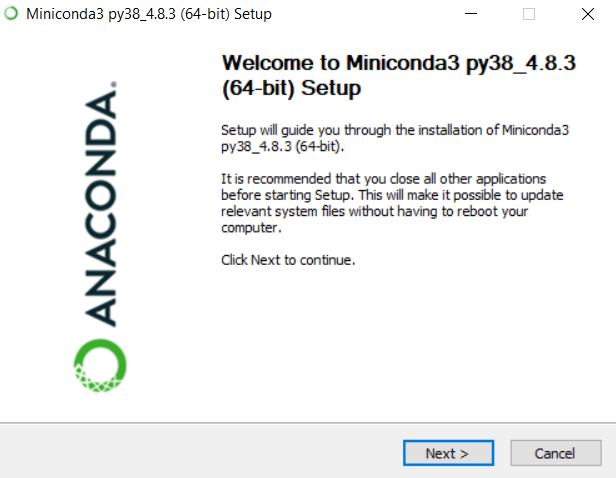 Miniconda3 py38_4.8.3 (64-bit) Setup
ANACONDA.
Welcome to Miniconda3 py38_4.8.3
(64-bit) Setup
Setup will guide you through the installation of Miniconda3
py38_4.8.3 (64-bit).
It is recommended that you close all other applications
before starting Setup. This will make it possible to update
relevant system files without having to reboot your
computer.
Click Next to continue.
Next >
Cancel